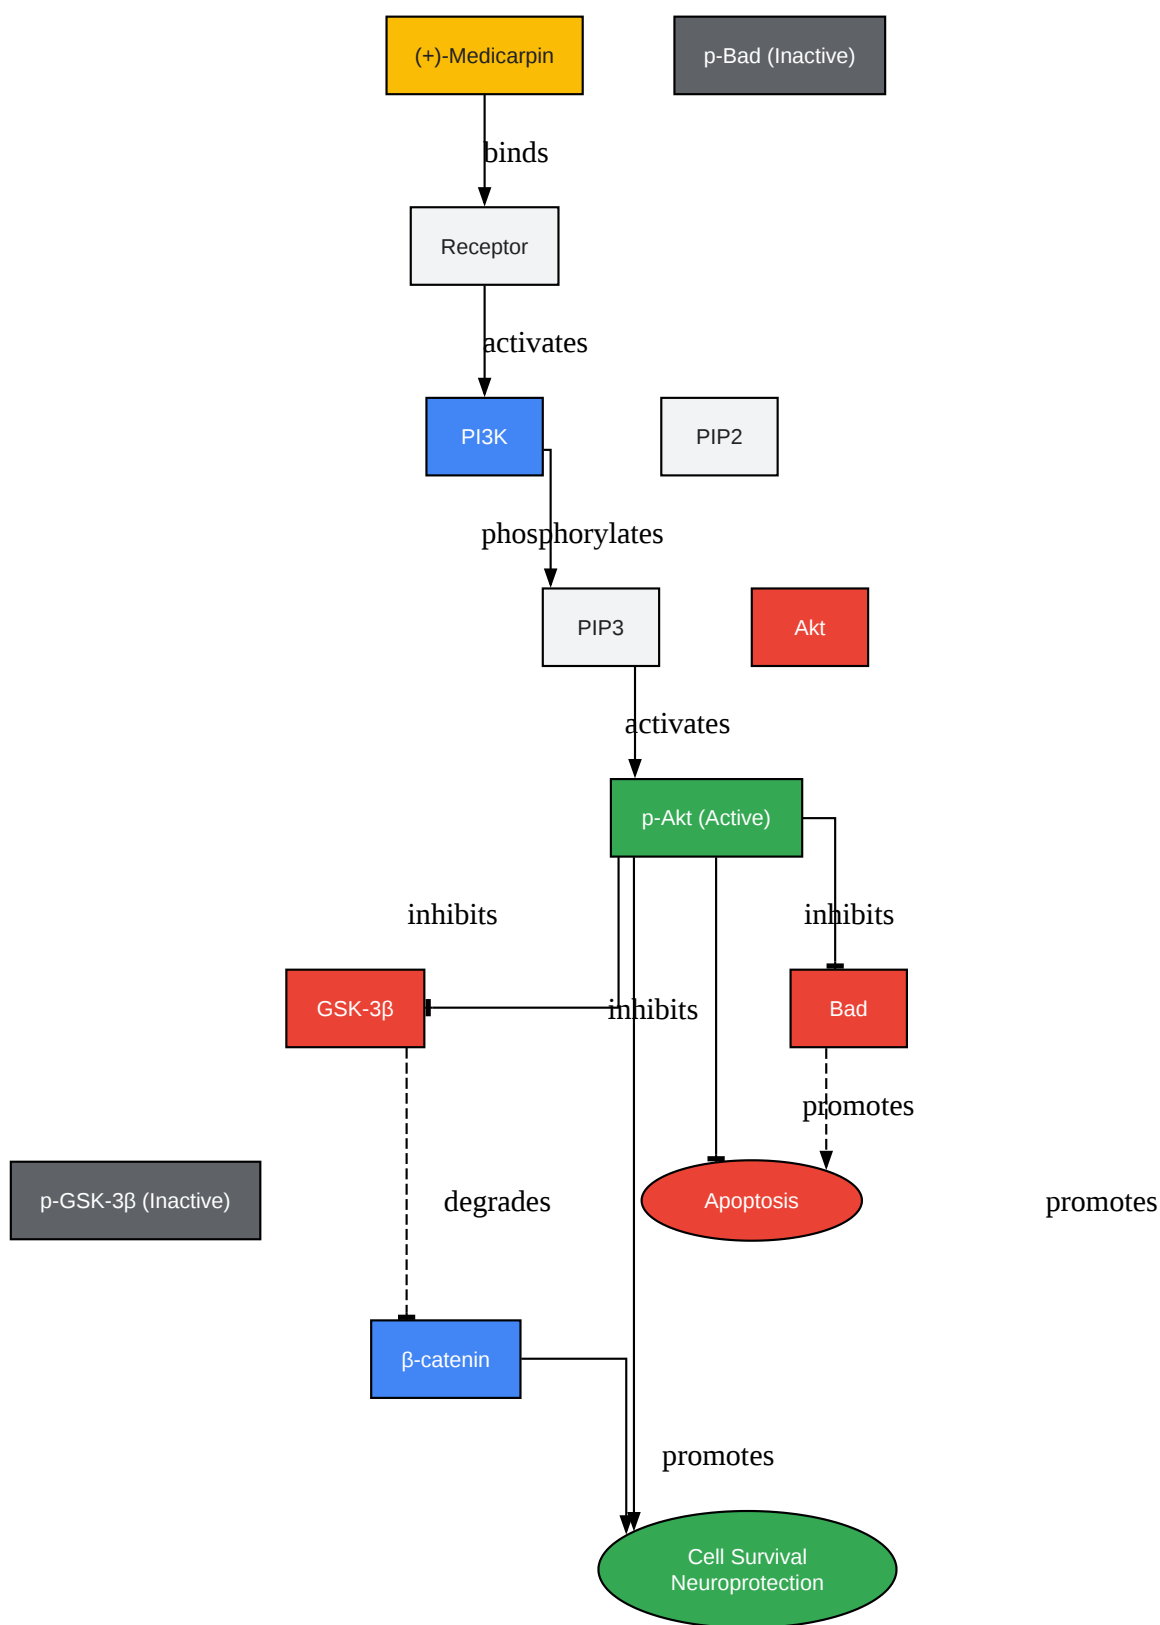 (+)-Medicarpin
p-Bad (Inactive)
binds
Receptor
activates
PI3K
PIP2
phosphorylates
PIP3
Akt
activates
p-Akt (Active)
inhibits
inhibits
GSK-3β
inhibits
Bad
promotes
p-GSK-3β (Inactive)
degrades
Apoptosis
promotes
β-catenin
promotes
Cell Survival
Neuroprotection